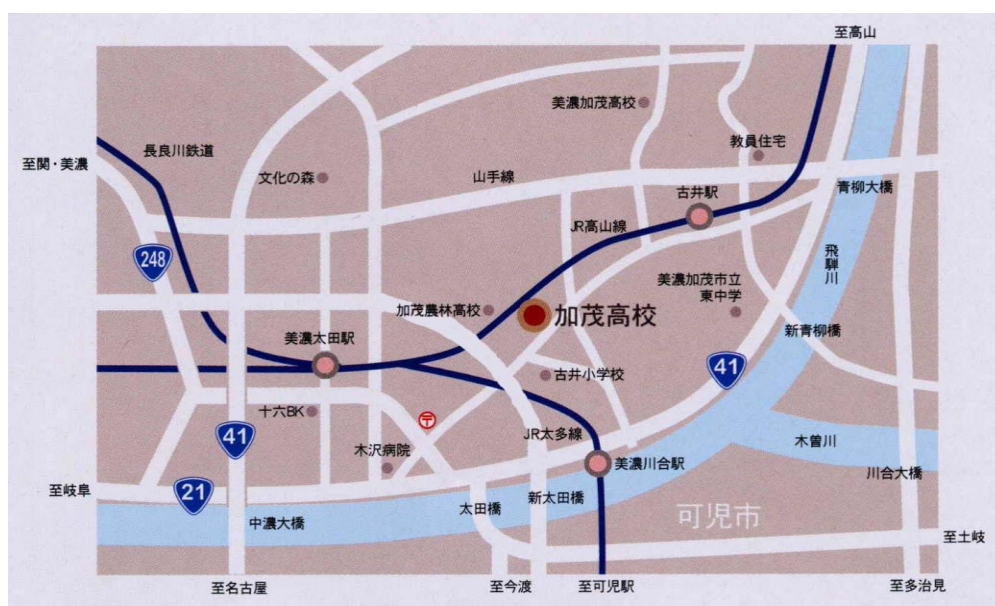 至高山
美濃加茂高校
教員住宅
長良川鉄道
至関・美濃
文化の森
山手線
古井駅
青柳大橋
JR高山線
飛騨川
248
美濃加茂市立
東中学
加茂農林高校
加茂高校
新青柳橋
美濃太田駅
古井小学校
41
十六BK
〒
41
JR太多線
木曽川
木沢病院
美濃川合駅
川合大橋
至岐阜
21
太田橋
新太田橋
可児市
中濃大橋
至土岐
至名古屋
至今渡
至可児駅
至多治見